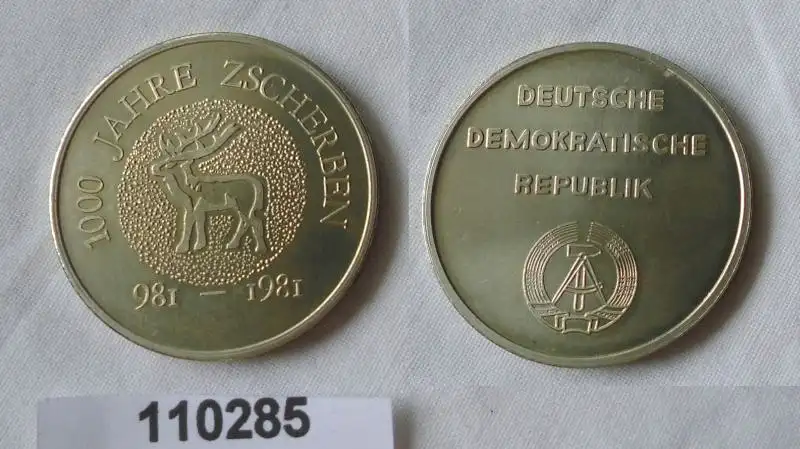 1000 JAHRE ZSCHERBEN
981 — 1981
DEUTSCHE
DEMOKRATISCHE
REPUBLIK
110285